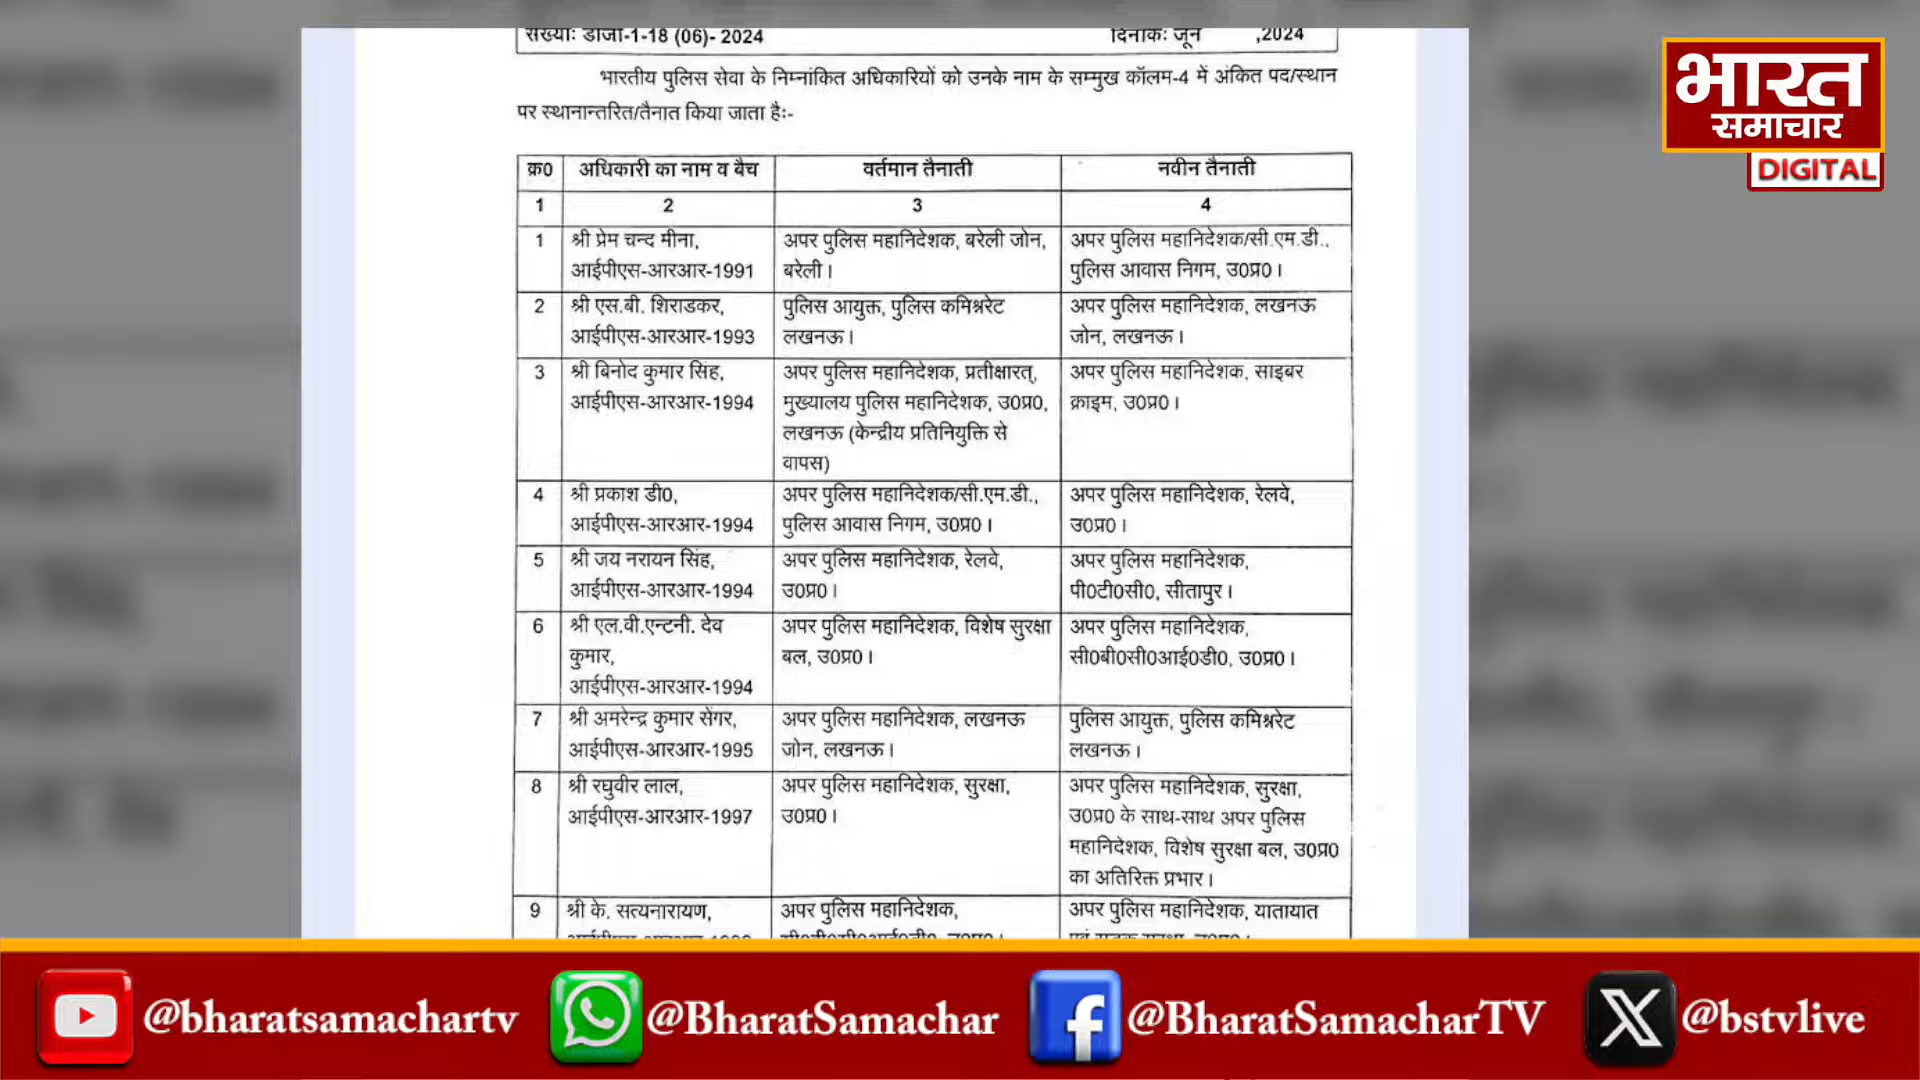 संख्याः डीजी-1-18 (06)- 2024 दिनांकः जून ,2024
भारतीय पुलिस सेवा के निम्नांकित अधिकारियों को उनके नाम के सम्मुख कॉलम-4 में अंकित पद/स्थान
पर स्थानान्तरित/तैनात किया जाता हैः-
क्र0 अधिकारी का नाम व बैच वर्तमान तैनाती नवीन तैनाती
1 2 3 4
1 श्री प्रेम चन्द मीना, अपर पुलिस महानिदेशक, बरेली जोन, अपर पुलिस महानिदेशक/सी.एम.डी.,
आईपीएस-आरआर-1991 बरेली। पुलिस आवास निगम, उ0प्र0।
2 श्री एस.बी. शिराडकर, पुलिस आयुक्त, पुलिस कमिश्नरेट अपर पुलिस महानिदेशक, लखनऊ
आईपीएस-आरआर-1993 लखनऊ। जोन, लखनऊ।
3 श्री बिनोद कुमार सिंह, अपर पुलिस महानिदेशक, प्रतीक्षारत्, अपर पुलिस महानिदेशक, साइबर
आईपीएस-आरआर-1994 मुख्यालय पुलिस महानिदेशक, उ0प्र0, क्राइम, उ0प्र0।
लखनऊ (केन्द्रीय प्रतिनियुक्ति से
वापस)
4 श्री प्रकाश डी0, अपर पुलिस महानिदेशक/सी.एम.डी., अपर पुलिस महानिदेशक, रेलवे,
आईपीएस-आरआर-1994 पुलिस आवास निगम, उ0प्र0। उ0प्र0।
5 श्री जय नरायन सिंह, अपर पुलिस महानिदेशक, रेलवे, अपर पुलिस महानिदेशक,
आईपीएस-आरआर-1994 उ0प्र0। पी0टी0सी0, सीतापुर।
6 श्री एल.वी.एन्टनी. देव अपर पुलिस महानिदेशक, विशेष सुरक्षा अपर पुलिस महानिदेशक,
कुमार, बल, उ0प्र0। सी0बी0सी0आई0डी0, उ0प्र0।
आईपीएस-आरआर-1994
7 श्री अमरेन्द्र कुमार सेंगर, अपर पुलिस महानिदेशक, लखनऊ पुलिस आयुक्त, पुलिस कमिश्नरेट
आईपीएस-आरआर-1995 जोन, लखनऊ। लखनऊ।
8 श्री रघुवीर लाल, अपर पुलिस महानिदेशक, सुरक्षा, अपर पुलिस महानिदेशक, सुरक्षा,
आईपीएस-आरआर-1997 उ0प्र0। उ0प्र0 के साथ-साथ अपर पुलिस
महानिदेशक, विशेष सुरक्षा बल, उ0प्र0
का अतिरिक्त प्रभार।
9 श्री के. सत्यनारायण, अपर पुलिस महानिदेशक, अपर पुलिस महानिदेशक, यातायात
भारत
समाचार
DIGITAL
@bharatsamachartv @BharatSamachar @BharatSamacharTV @bstvlive